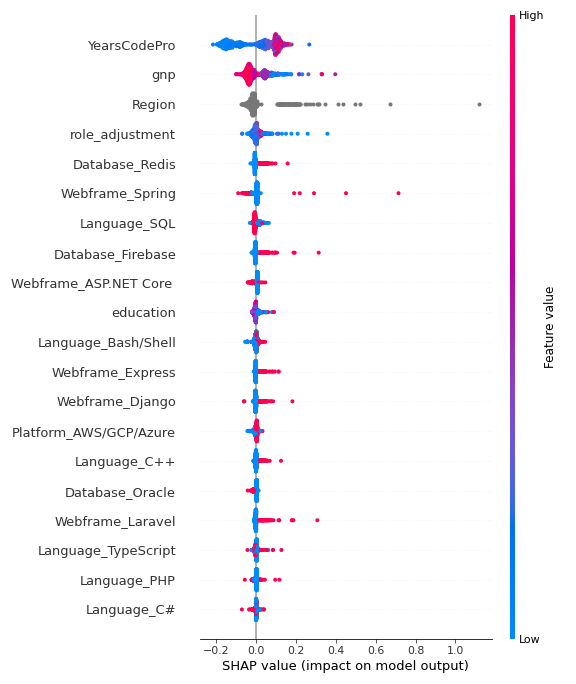 High
YearsCodePro
gnp
Region
role_adjustment
Database_Redis
Webframe_Spring
Language_SQL
Database_Firebase
Webframe_ASP.NET Core
education
Language_Bash/Shell
Webframe_Express
Webframe_Django
Platform_AWS/GCP/Azure
Language_C++
Database_Oracle
Webframe_Laravel
Language_TypeScript
Language_PHP
Language_C#
Feature value
Low
−0.2 0.0 0.2 0.4 0.6 0.8 1.0
SHAP value (impact on model output)